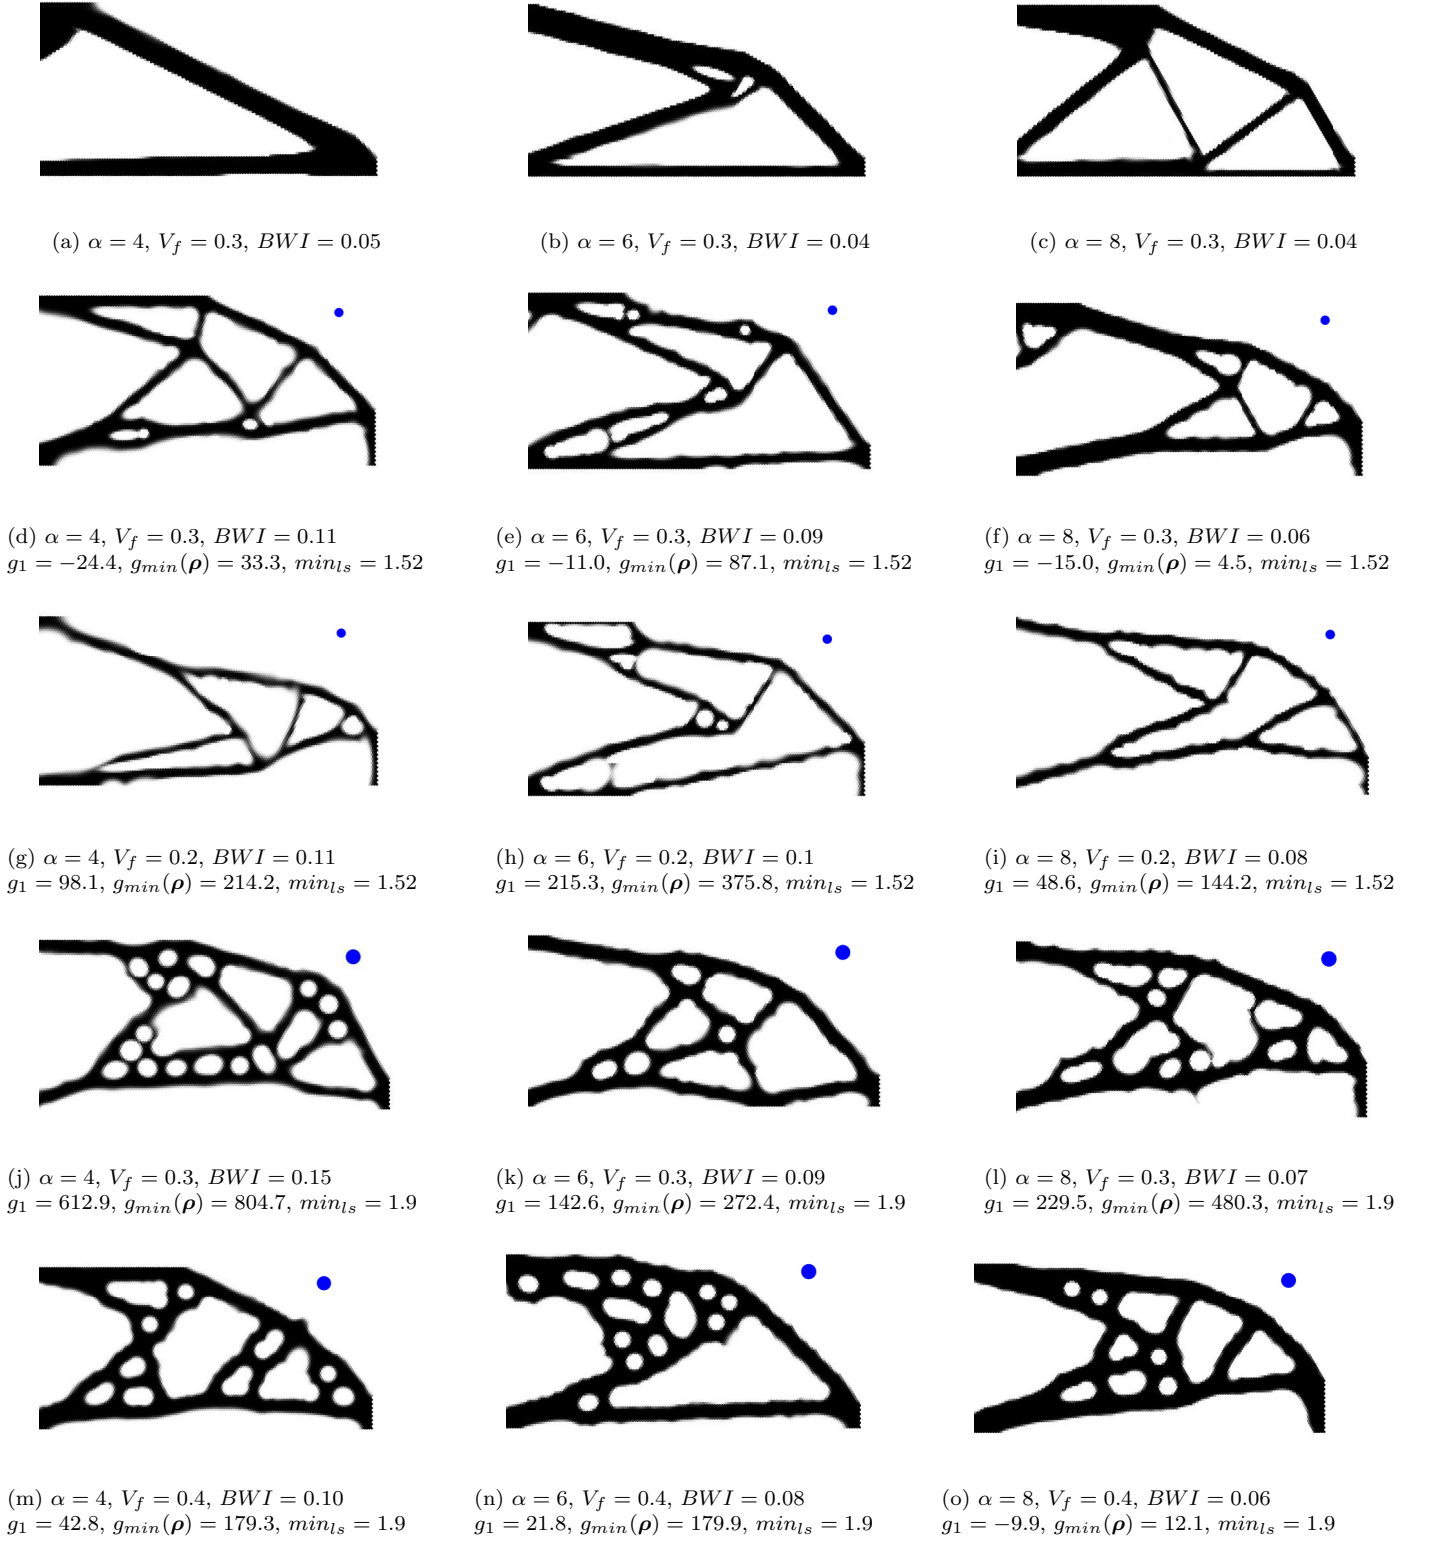 (a) α = 4, V_f = 0.3, BWI = 0.05
(b) α = 6, V_f = 0.3, BWI = 0.04
(c) α = 8, V_f = 0.3, BWI = 0.04
(d) α = 4, V_f = 0.3, BWI = 0.11
g_1 = −24.4, g_min(ρ) = 33.3, min_ls = 1.52
(e) α = 6, V_f = 0.3, BWI = 0.09
g_1 = −11.0, g_min(ρ) = 87.1, min_ls = 1.52
(f) α = 8, V_f = 0.3, BWI = 0.06
g_1 = −15.0, g_min(ρ) = 4.5, min_ls = 1.52
(g) α = 4, V_f = 0.2, BWI = 0.11
g_1 = 98.1, g_min(ρ) = 214.2, min_ls = 1.52
(h) α = 6, V_f = 0.2, BWI = 0.1
g_1 = 215.3, g_min(ρ) = 375.8, min_ls = 1.52
(i) α = 8, V_f = 0.2, BWI = 0.08
g_1 = 48.6, g_min(ρ) = 144.2, min_ls = 1.52
(j) α = 4, V_f = 0.3, BWI = 0.15
g_1 = 612.9, g_min(ρ) = 804.7, min_ls = 1.9
(k) α = 6, V_f = 0.3, BWI = 0.09
g_1 = 142.6, g_min(ρ) = 272.4, min_ls = 1.9
(l) α = 8, V_f = 0.3, BWI = 0.07
g_1 = 229.5, g_min(ρ) = 480.3, min_ls = 1.9
(m) α = 4, V_f = 0.4, BWI = 0.10
g_1 = 42.8, g_min(ρ) = 179.3, min_ls = 1.9
(n) α = 6, V_f = 0.4, BWI = 0.08
g_1 = 21.8, g_min(ρ) = 179.9, min_ls = 1.9
(o) α = 8, V_f = 0.4, BWI = 0.06
g_1 = −9.9, g_min(ρ) = 12.1, min_ls = 1.9